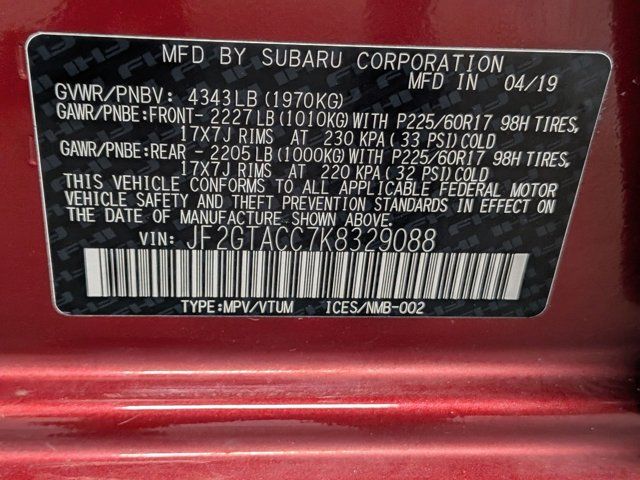 MFD BY SUBARU CORPORATION
MFD IN 04/19
GVWR/PNBV: 4343LB (1970KG)
GAWR/PNBE:FRONT- 2227 LB (1010KG) WITH P225/60R17 98H TIRES,
17X7J RIMS AT 230 KPA (33 PSI) COLD
GAWR/PNBE:REAR - 2205 LB (1000KG) WITH P225/60R17 98H TIRES,
17X7J RIMS AT 220 KPA (32 PSI) COLD
THIS VEHICLE CONFORMS TO ALL APPLICABLE FEDERAL MOTOR
VEHICLE SAFETY AND THEFT PREVENTION STANDARDS IN EFFECT
ON THE DATE OF MANUFACTURE SHOWN ABOVE.
VIN: JF2GTACC7K8329088
TYPE:MPV/VTUM ICES/NMB-002